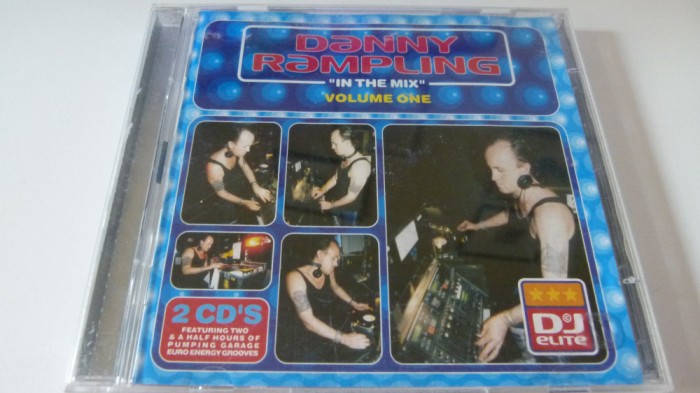 DaNNY
RaMPLING
"IN THE MIX"
VOLUME ONE
2 CD'S
FEATURING TWO
& A HALF HOURS OF
PUMPING GARAGE
EURO ENERGY GROOVES
©
DJ
eLiTe